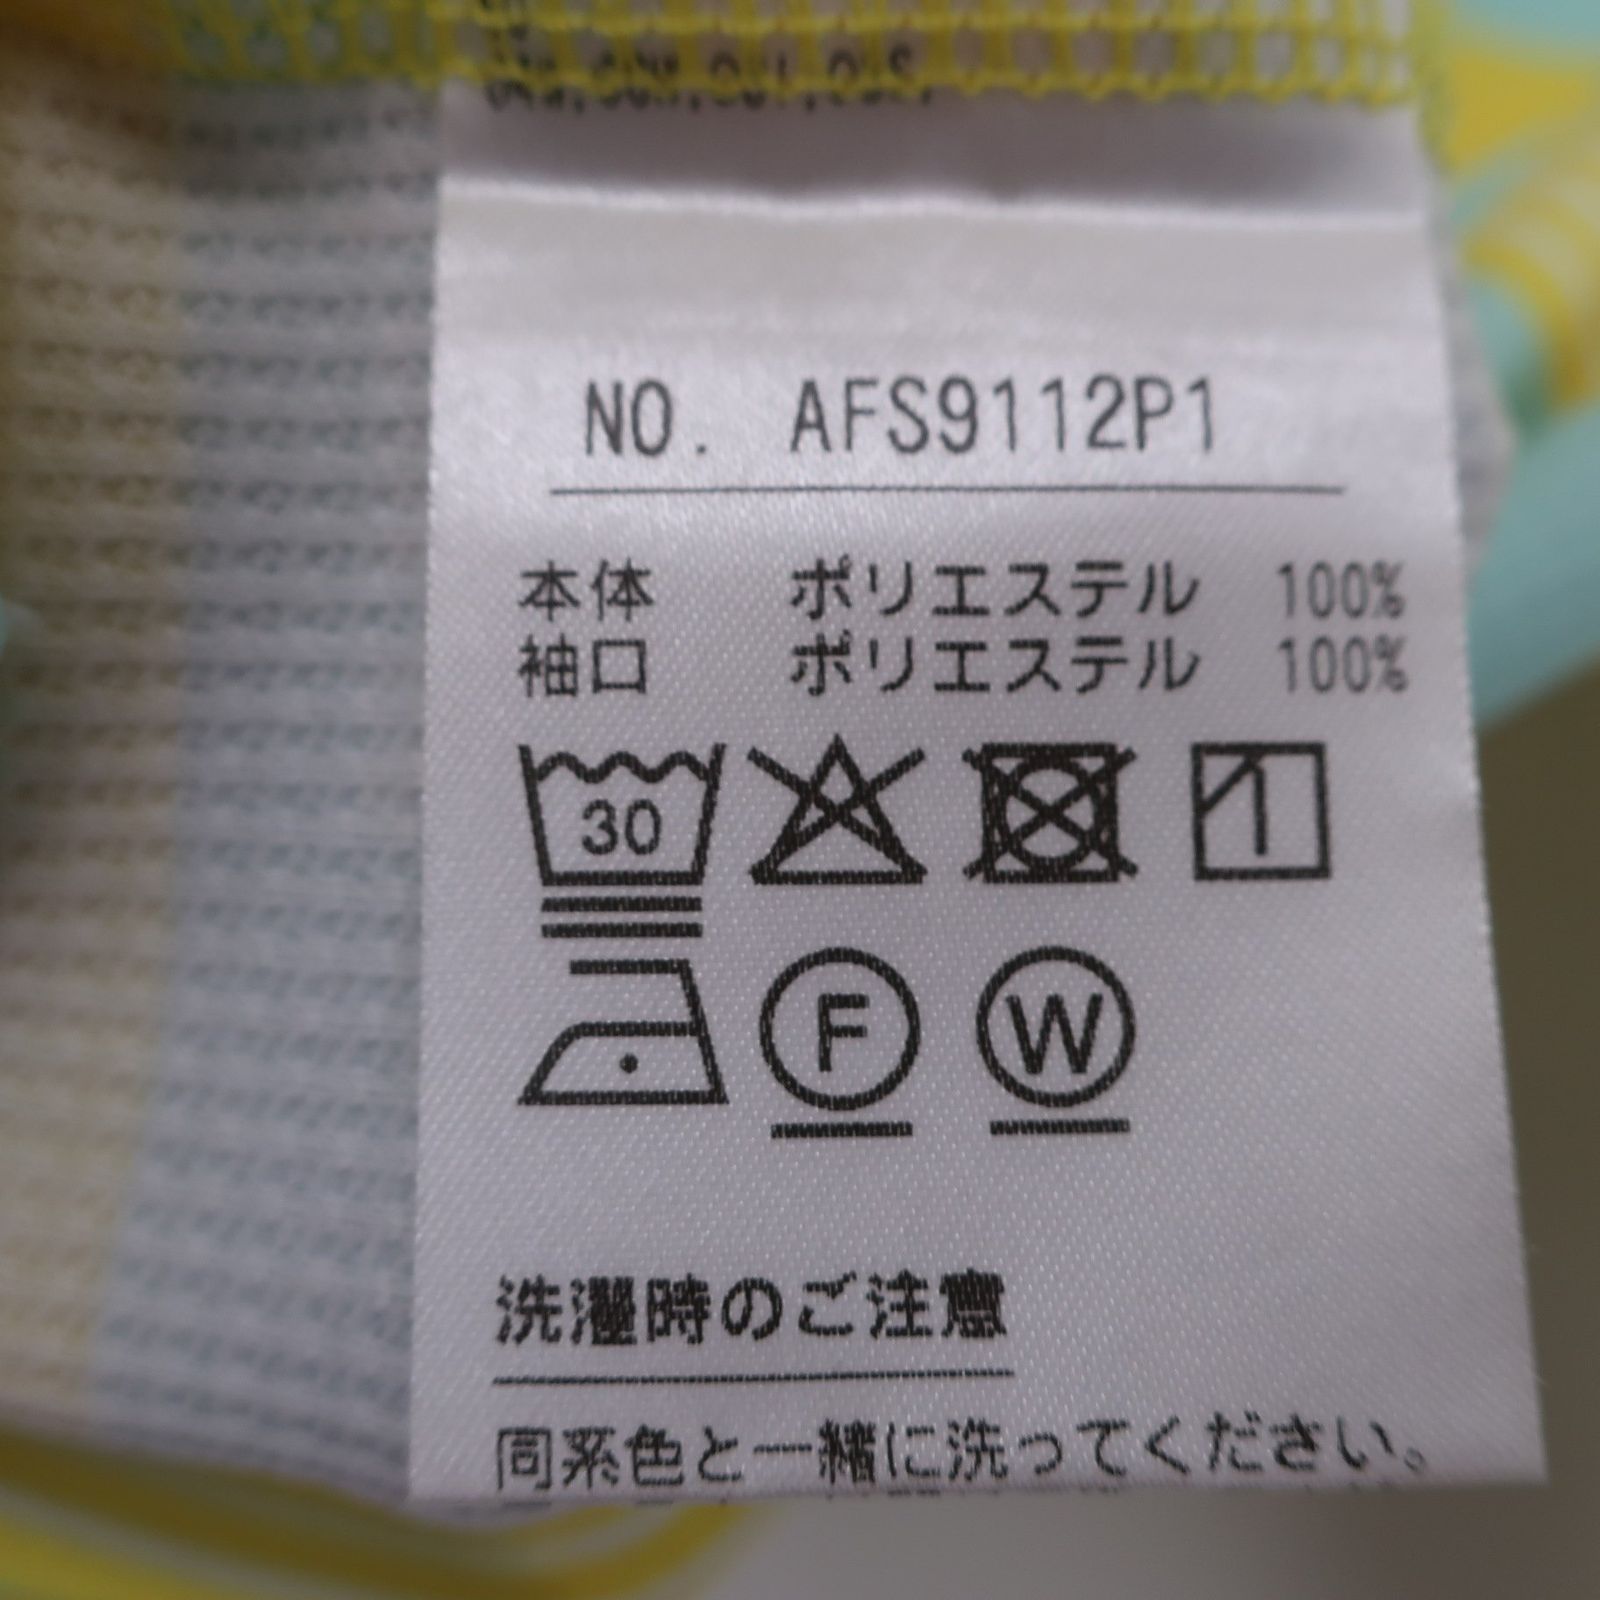 NO. AFS9112P1
本体 ポリエステル 100%
袖口 ポリエステル 100%
30
F W
洗濯時のご注意
同系色と一緒に洗ってください。